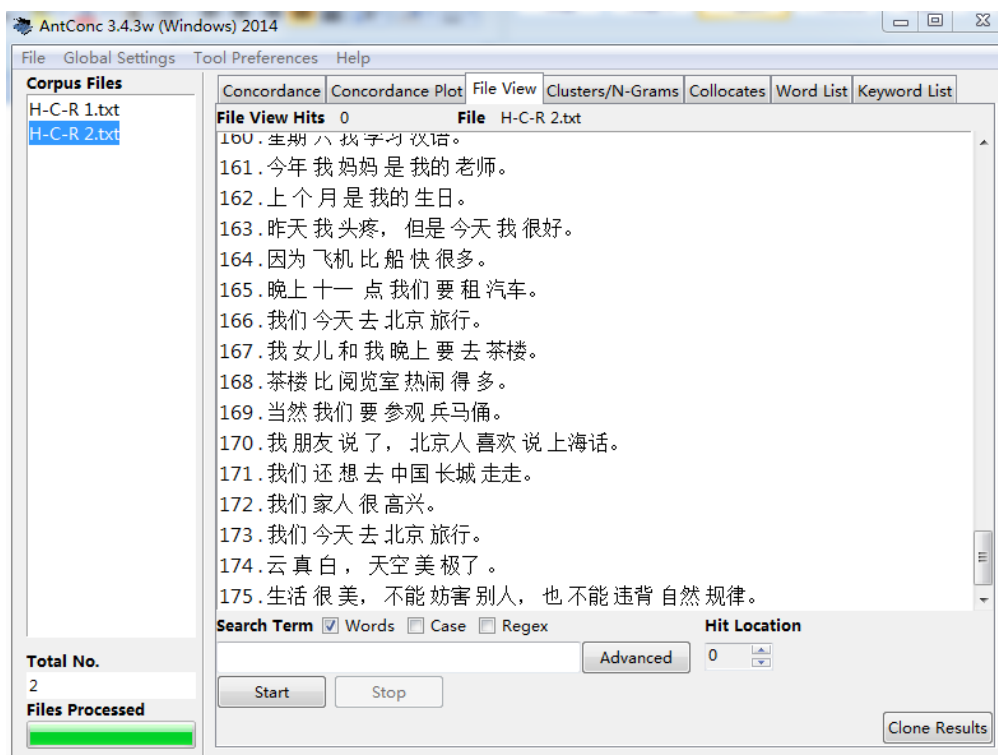 AntConc 3.4.3w (Windows) 2014
File Global Settings Tool Preferences Help
Corpus Files
H-C-R 1.txt
H-C-R 2.txt
Concordance Concordance Plot File View Clusters/N-Grams Collocates Word List Keyword List
File View Hits 0 File H-C-R 2.txt
160.星期 六 我 学习 汉语。
161.今年 我 妈妈 是 我的 老师。
162.上 个 月 是 我的 生日。
163.昨天 我 头疼， 但是 今天 我 很好。
164.因为 飞机 比 船 快 很多。
165.晚上 十一 点 我们 要 租 汽车。
166.我们 今天 去 北京 旅行。
167.我 女儿 和 我 晚上 要 去 茶楼。
168.茶楼 比 阅览室 热闹 得 多。
169.当然 我们 要 参观 兵马俑。
170.我 朋友 说 了， 北京人 喜欢 说 上海话。
171.我们 还 想 去 中国 长城 走走。
172.我们 家人 很 高兴。
173.我们 今天 去 北京 旅行。
174.云 真 白 ， 天空 美 极了 。
175.生活 很 美， 不能 妨害 别人， 也 不能 违背 自然 规律。
Search Term Words Case Regex Hit Location
Advanced 0
Start Stop
Total No.
2
Files Processed
Clone Results